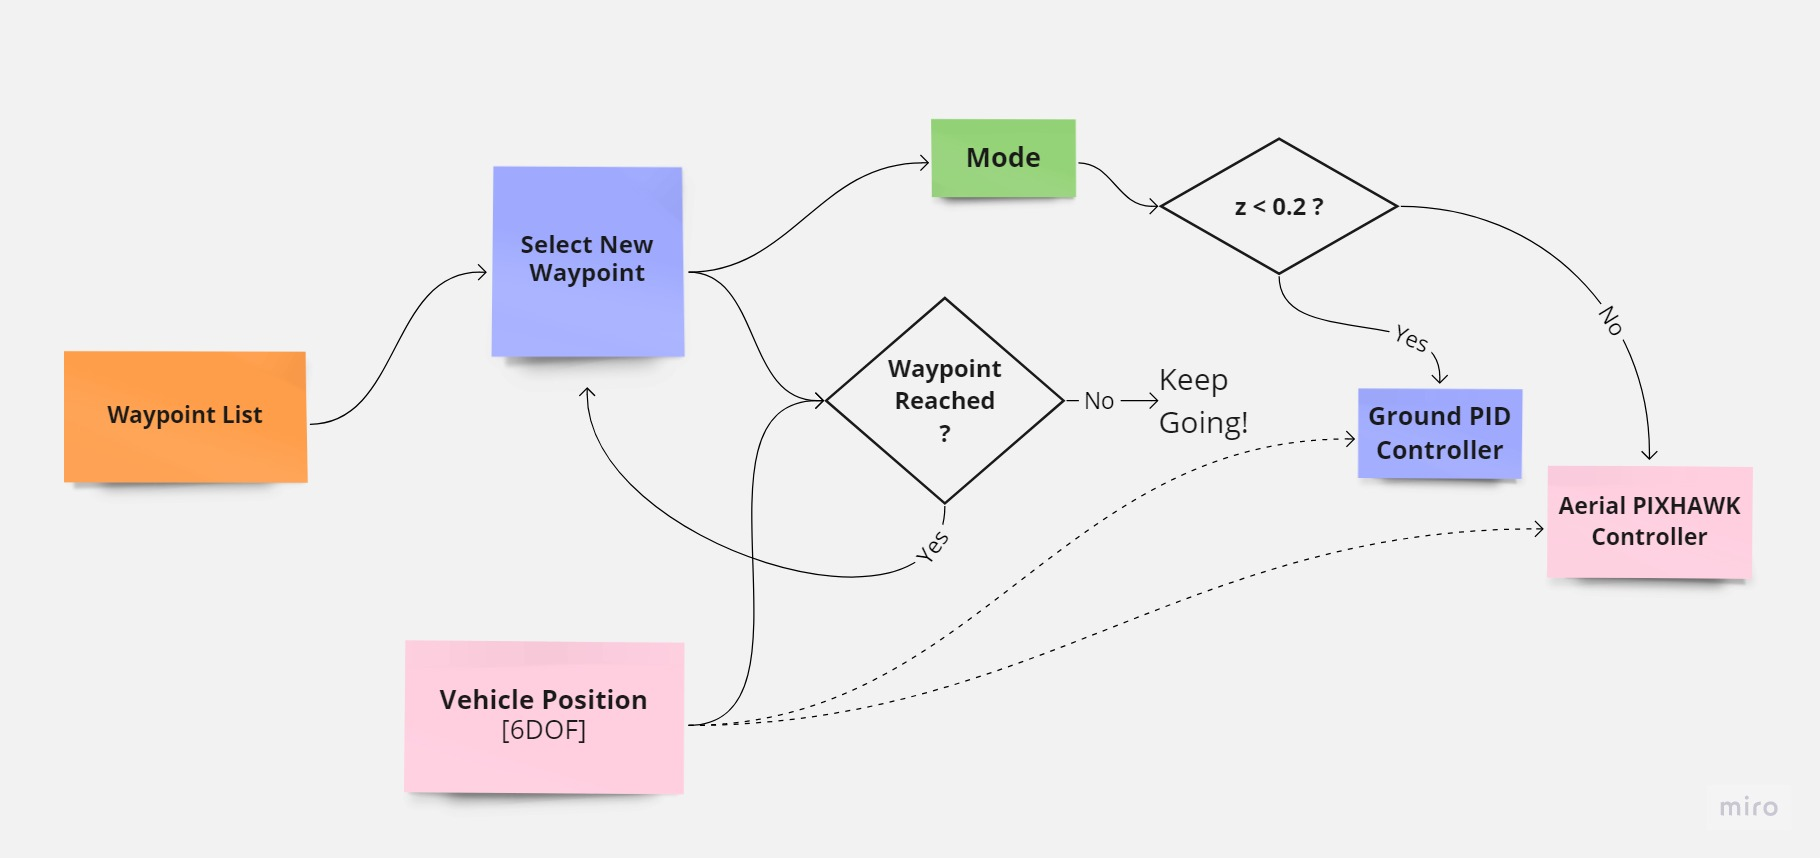 Mode
z < 0.2 ?
Select New
Waypoint
Waypoint
Reached
?
No
Keep
Going!
Yes
No
Waypoint List
Ground PID
Controller
Aerial PIXHAWK
Controller
Yes
Vehicle Position
[6DOF]
miro